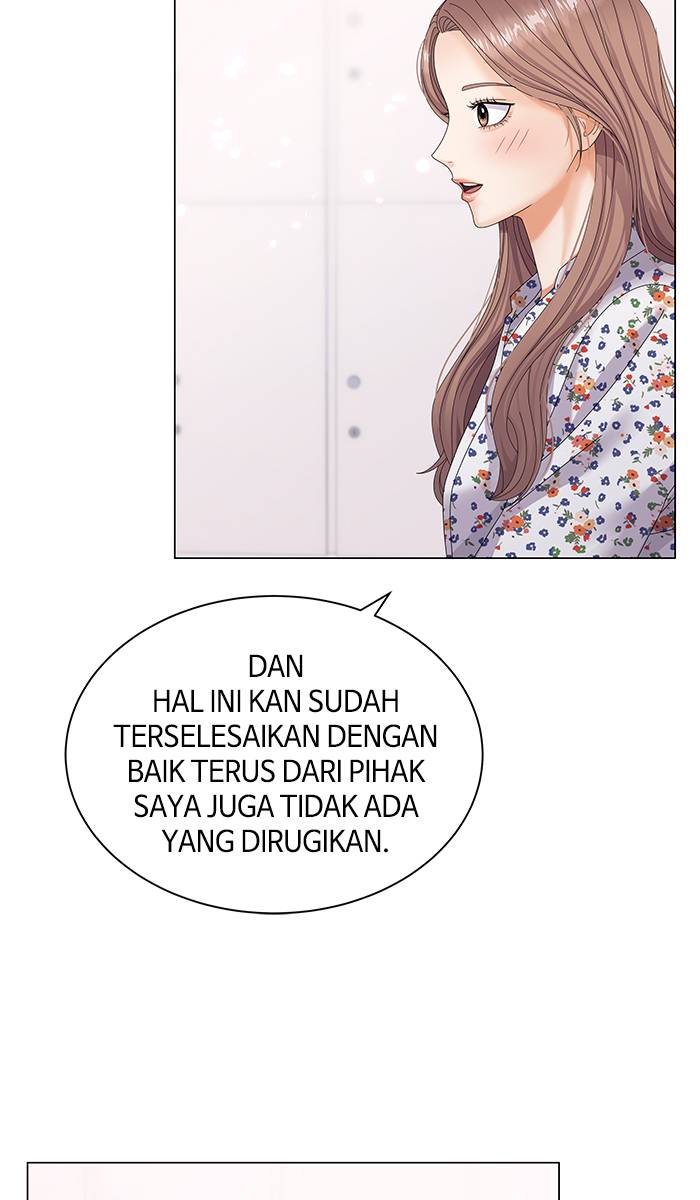 DAN
HAL INI KAN SUDAH
TERSELESAIKAN DENGAN
BAIK TERUS DARI PIHAK
SAYA JUGA TIDAK ADA
YANG DIRUGIKAN.